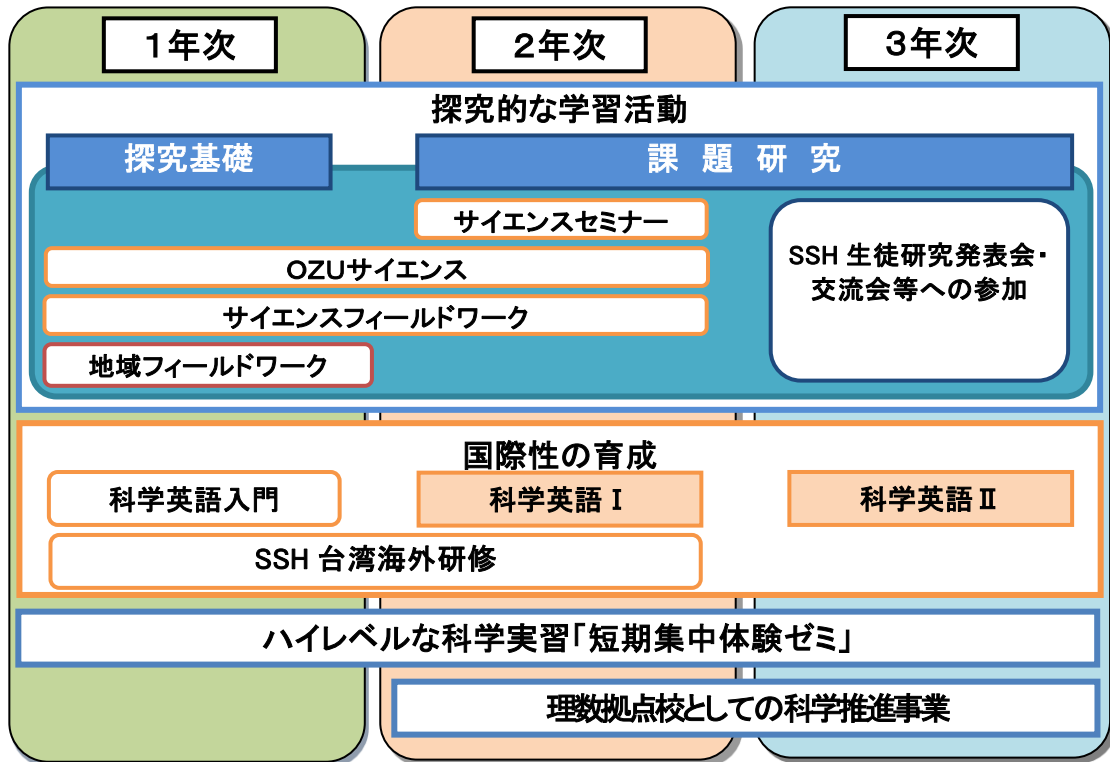 １年次
２年次
３年次
探究的な学習活動
探究基礎
課題研究
サイエンスセミナー
OZUサイエンス
サイエンスフィールドワーク
地域フィールドワーク
SSH 生徒研究発表会・
交流会等への参加
国際性の育成
科学英語入門
科学英語Ⅰ
科学英語Ⅱ
SSH 台湾海外研修
ハイレベルな科学実習「短期集中体験ゼミ」
理数拠点校としての科学推進事業